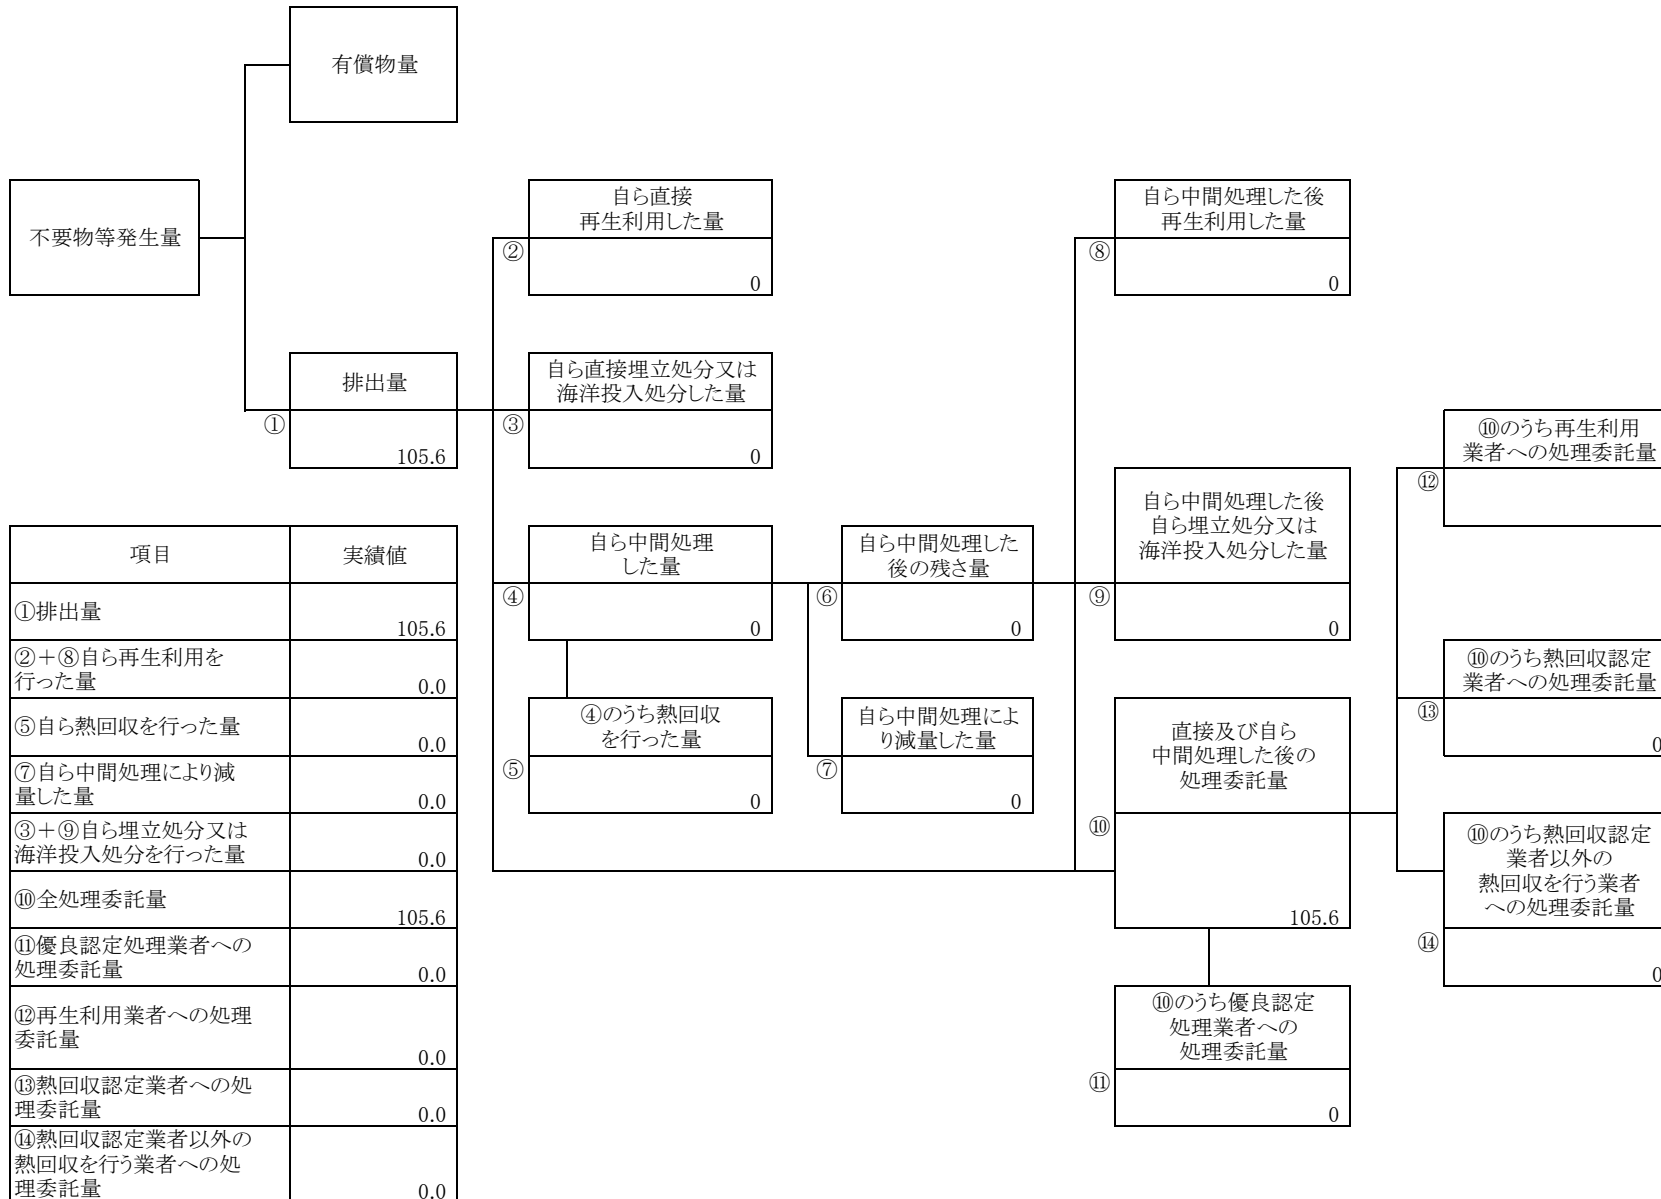 有償物量
不要物等発生量
自ら直接
再生利用した量
②
0
自ら中間処理した後
再生利用した量
⑧
0
排出量
①
105.6
自ら直接埋立処分又は
海洋投入処分した量
③
0
⑩のうち再生利用
業者への処理委託量
⑫
自ら中間処理
した量
④
0
自ら中間処理した
後の残さ量
⑥
0
自ら中間処理した後
自ら埋立処分又は
海洋投入処分した量
⑨
0
⑩のうち熱回収認定
業者への処理委託量
⑬
0
④のうち熱回収
を行った量
⑤
0
自ら中間処理によ
り減量した量
⑦
0
直接及び自ら
中間処理した後の
処理委託量
⑩
105.6
⑩のうち熱回収認定
業者以外の
熱回収を行う業者
への処理委託量
⑭
0
⑩のうち優良認定
処理業者への
処理委託量
⑪
0
項目 実績値
①排出量
105.6
②+⑧自ら再生利用を
行った量
0.0
⑤自ら熱回収を行った量
0.0
⑦自ら中間処理により減
量した量
0.0
③+⑨自ら埋立処分又は
海洋投入処分を行った量
0.0
⑩全処理委託量
105.6
⑪優良認定処理業者への
処理委託量
0.0
⑫再生利用業者への処理
委託量
0.0
⑬熱回収認定業者への処
理委託量
0.0
⑭熱回収認定業者以外の
熱回収を行う業者への処
理委託量
0.0